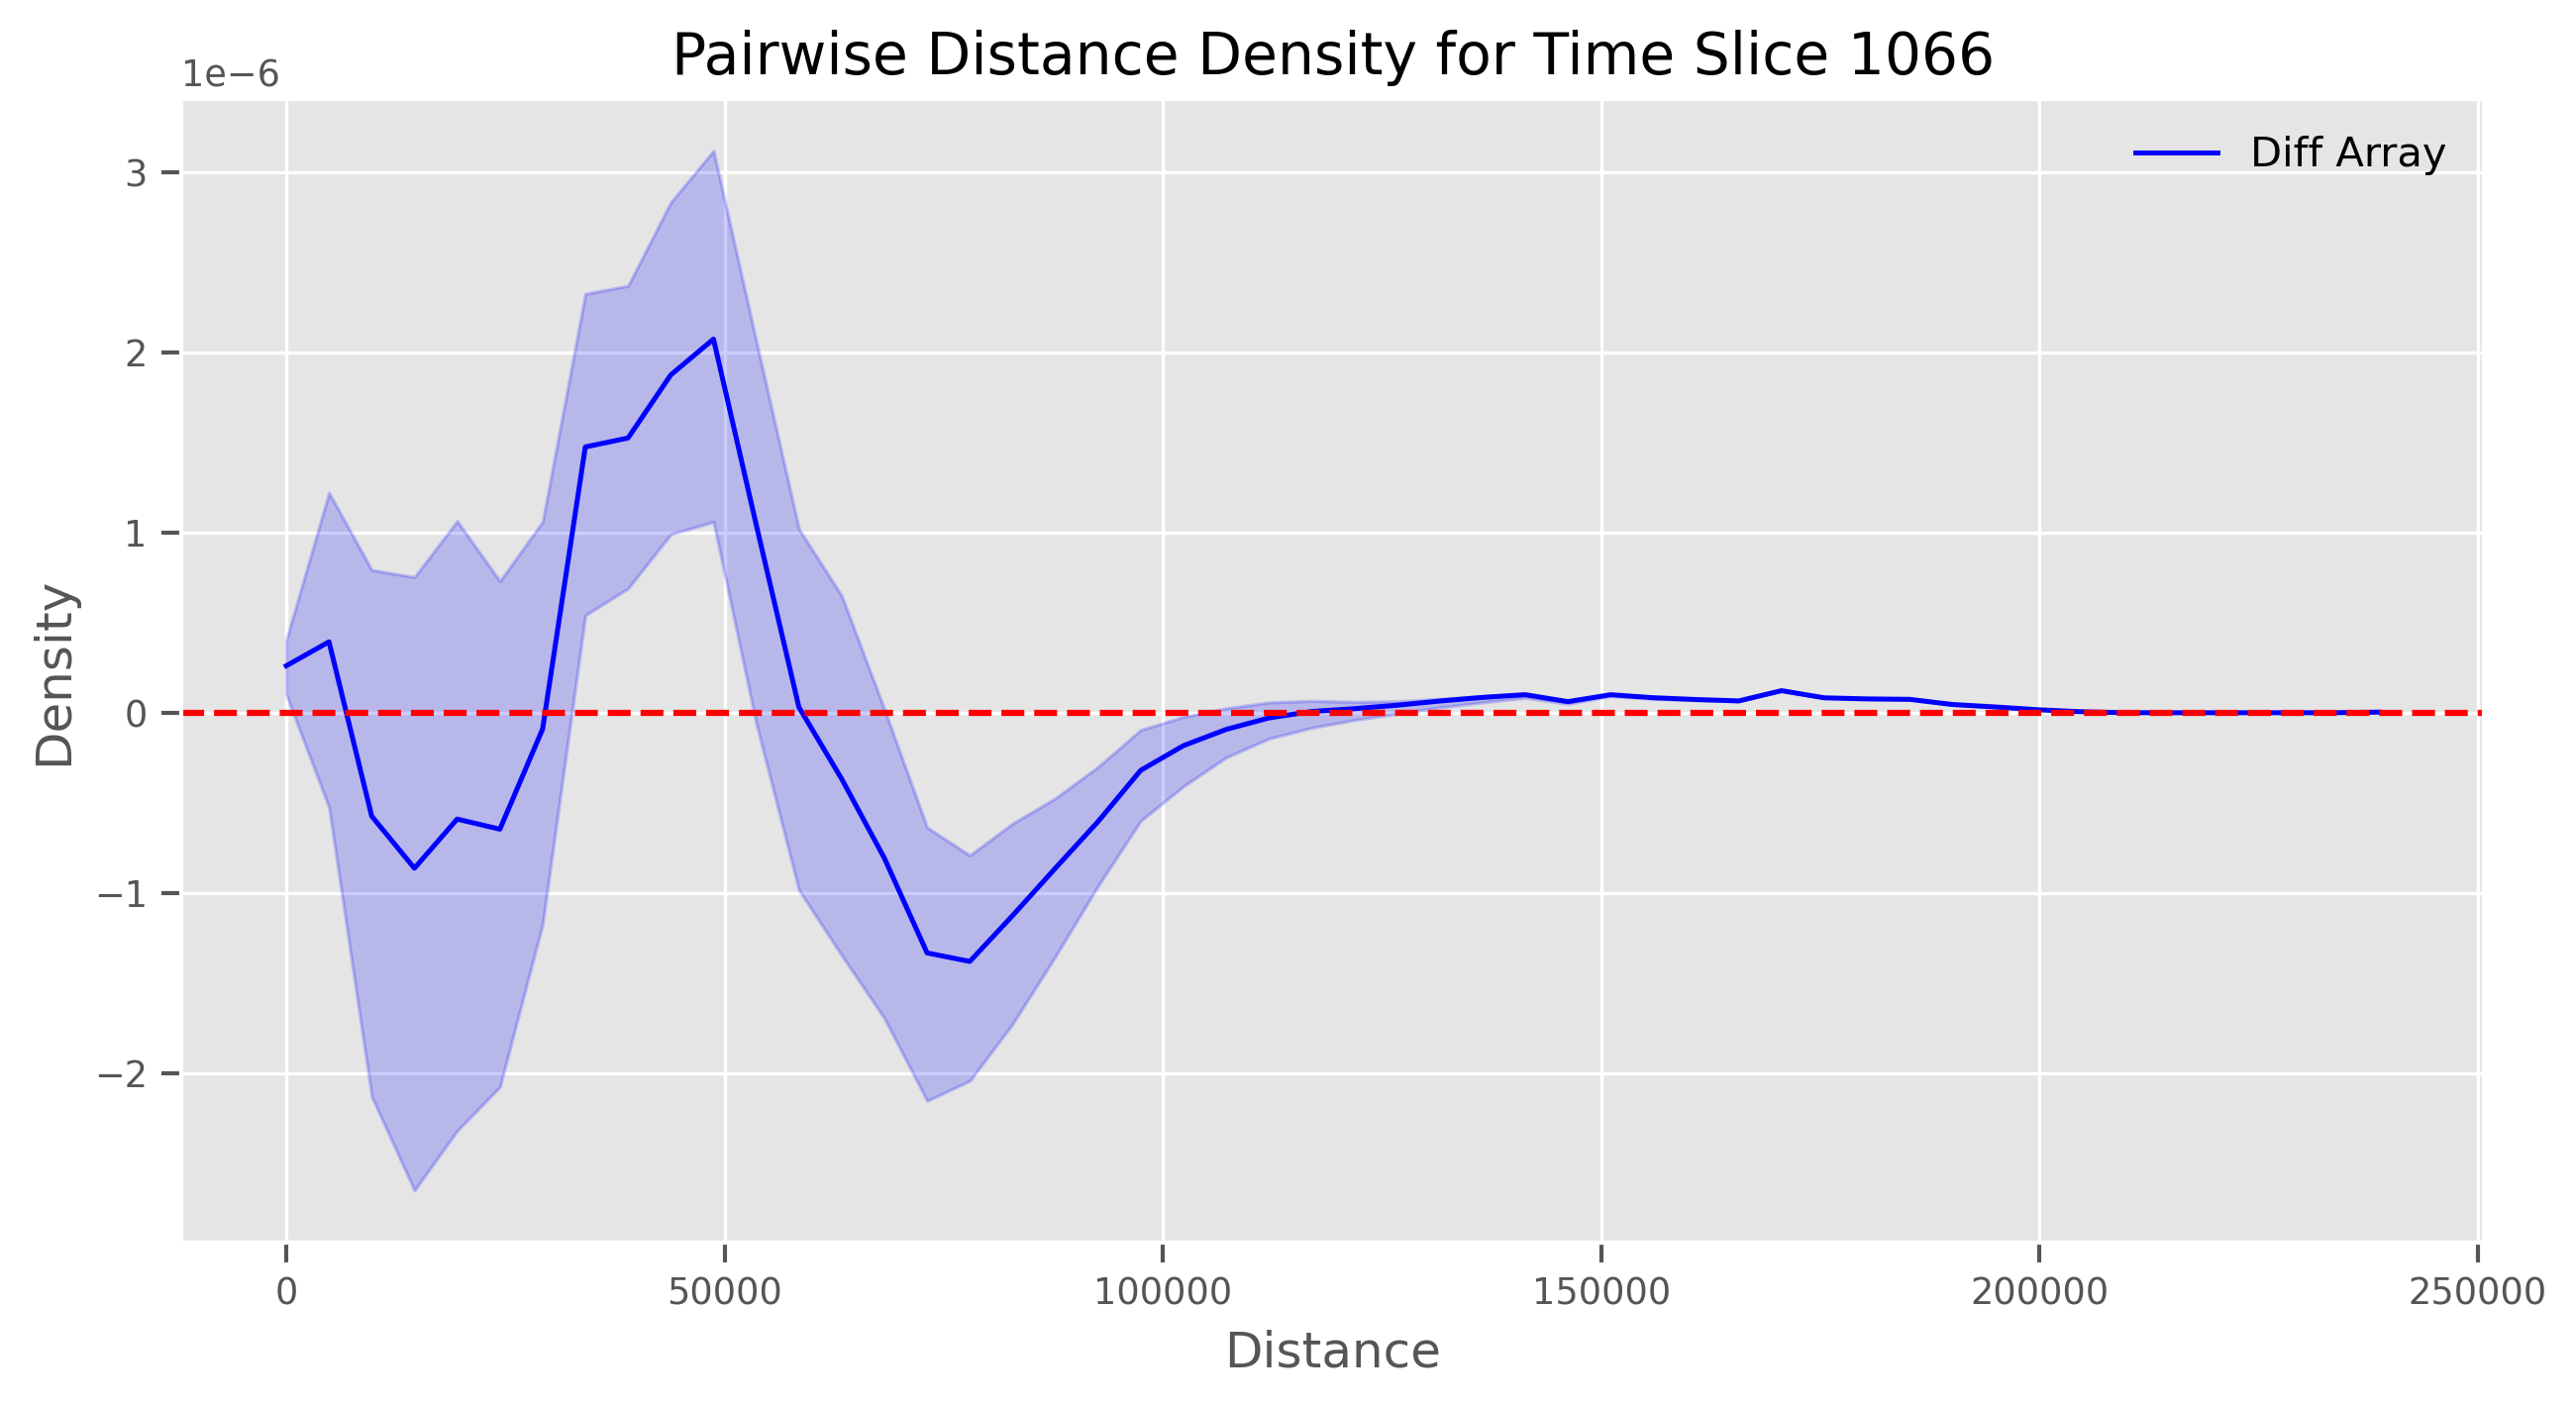 Pairwise Distance Density for Time Slice 1066
1e−6
Diff Array
3
2
1
0
−1
−2
Density
0
50000
100000
150000
200000
250000
Distance